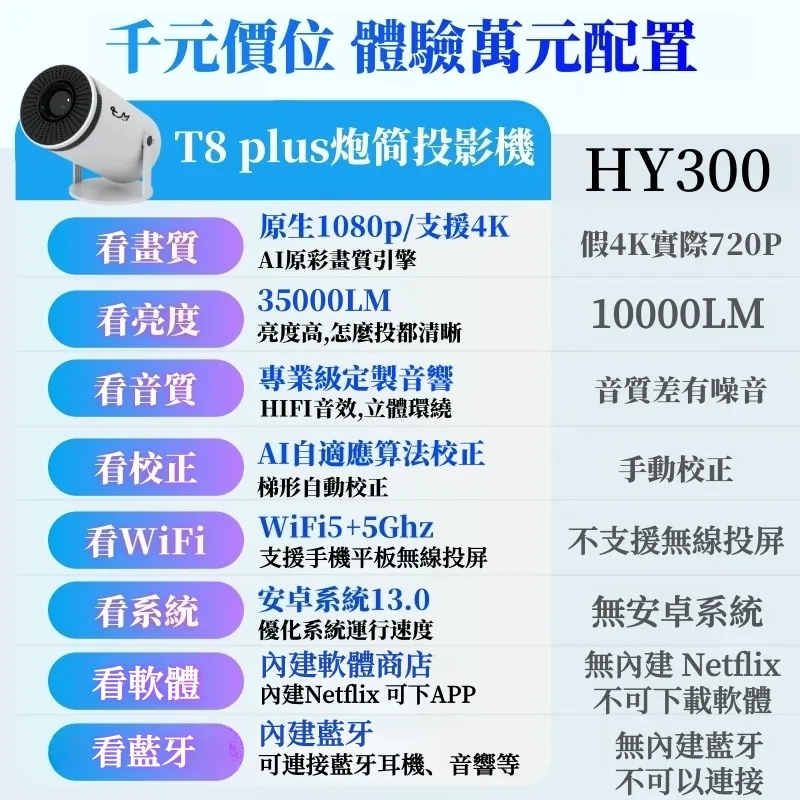 千元價位 體驗萬元配置
T8 plus炮筒投影機
HY300
看畫質
原生1080p/支援4K
AI原彩畫質引擎
假4K實際720P
看亮度
35000LM
亮度高,怎麼投都清晰
10000LM
看音質
專業級定製音響
HIFI音效,立體環繞
音質差有噪音
看校正
AI自適應算法校正
梯形自動校正
手動校正
看WiFi
WiFi5+5Ghz
支援手機平板無線投屏
不支援無線投屏
看系統
安卓系統13.0
優化系統運行速度
無安卓系統
看軟體
內建軟體商店
內建Netflix 可下APP
無內建 Netflix
不可下載軟體
看藍牙
內建藍牙
可連接藍牙耳機、音響等
無內建藍牙
不可以連接